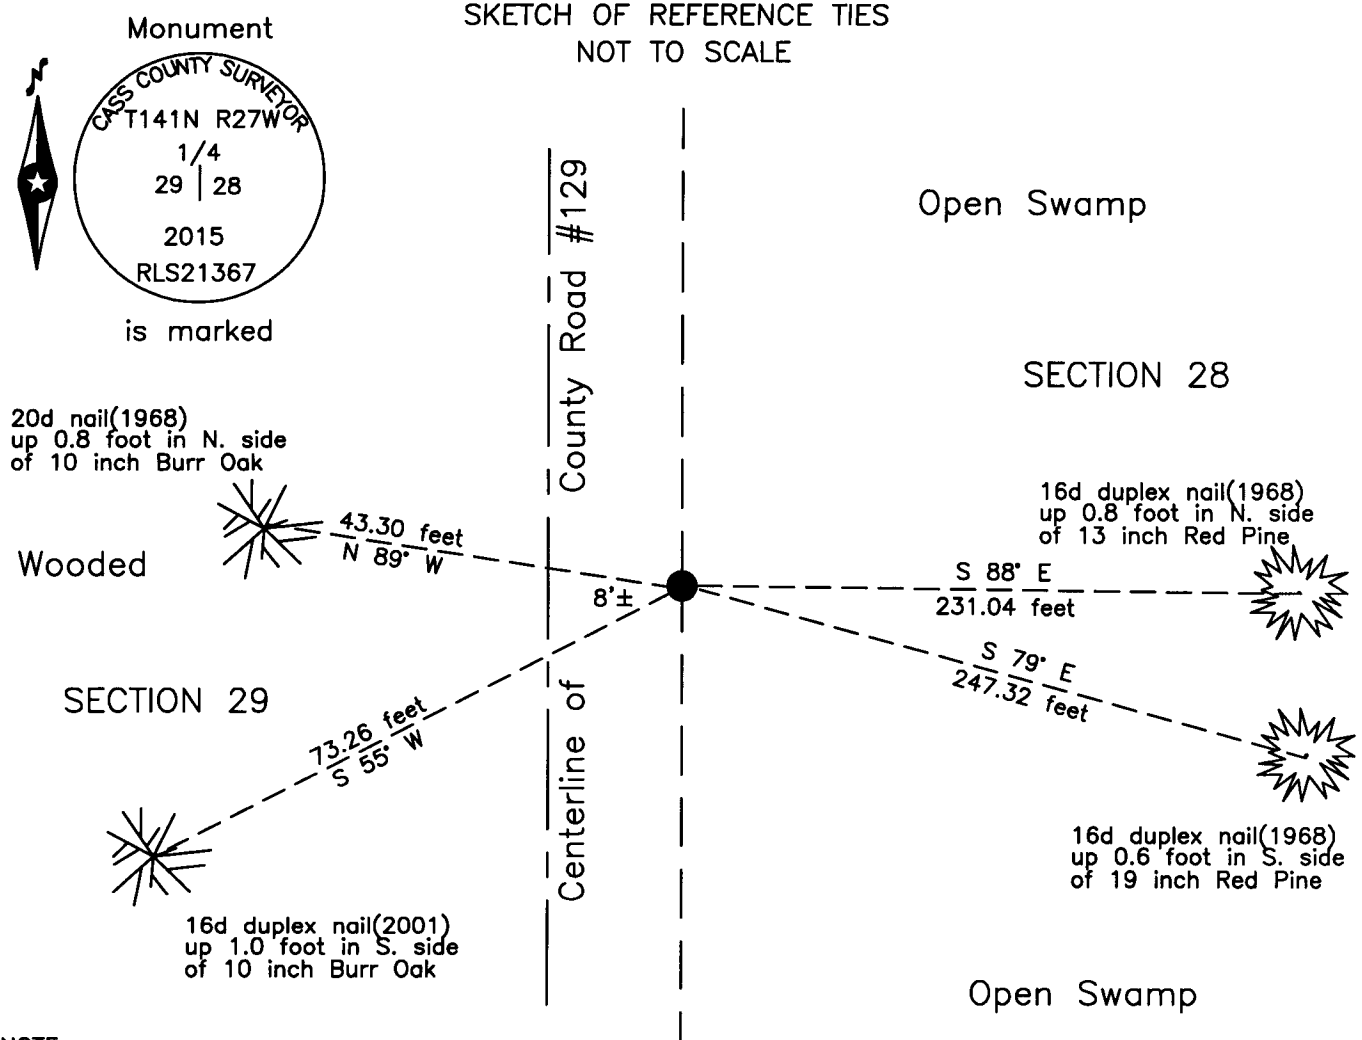 SKETCH OF REFERENCE TIES
NOT TO SCALE
Monument
N
CASS COUNTY SURVEYOR
T141N R27W
1/4
29 | 28
2015
RLS21367
is marked
Open Swamp
SECTION 28
County Road #129
20d nail(1968)
up 0.8 foot in N. side
of 10 inch Burr Oak
16d duplex nail(1968)
up 0.8 foot in N. side
of 13 inch Red Pine
43.30 feet
N 89° W
Wooded
8'±
S 88° E
231.04 feet
S 79° E
247.32 feet
SECTION 29
73.26 feet
S 55° W
Centerline of
16d duplex nail(1968)
up 0.6 foot in S. side
of 19 inch Red Pine
16d duplex nail(2001)
up 1.0 foot in S. side
of 10 inch Burr Oak
Open Swamp